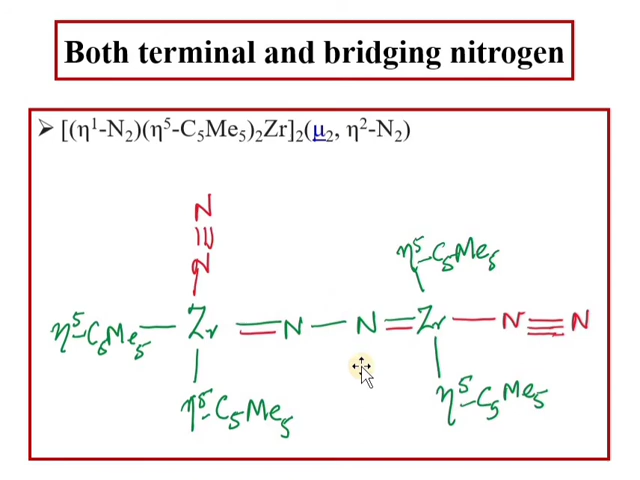 Both terminal and bridging nitrogen
➢ [(η¹-N₂)(η⁵-C₅Me₅)₂Zr]₂(μ₂, η²-N₂)
N
≡
N
η⁵-C₅Me₅
η⁵-C₅Me₅ — Zr = N — N = Zr — N ≡ N
η⁵-C₅Me₅
η⁵-C₅Me₅